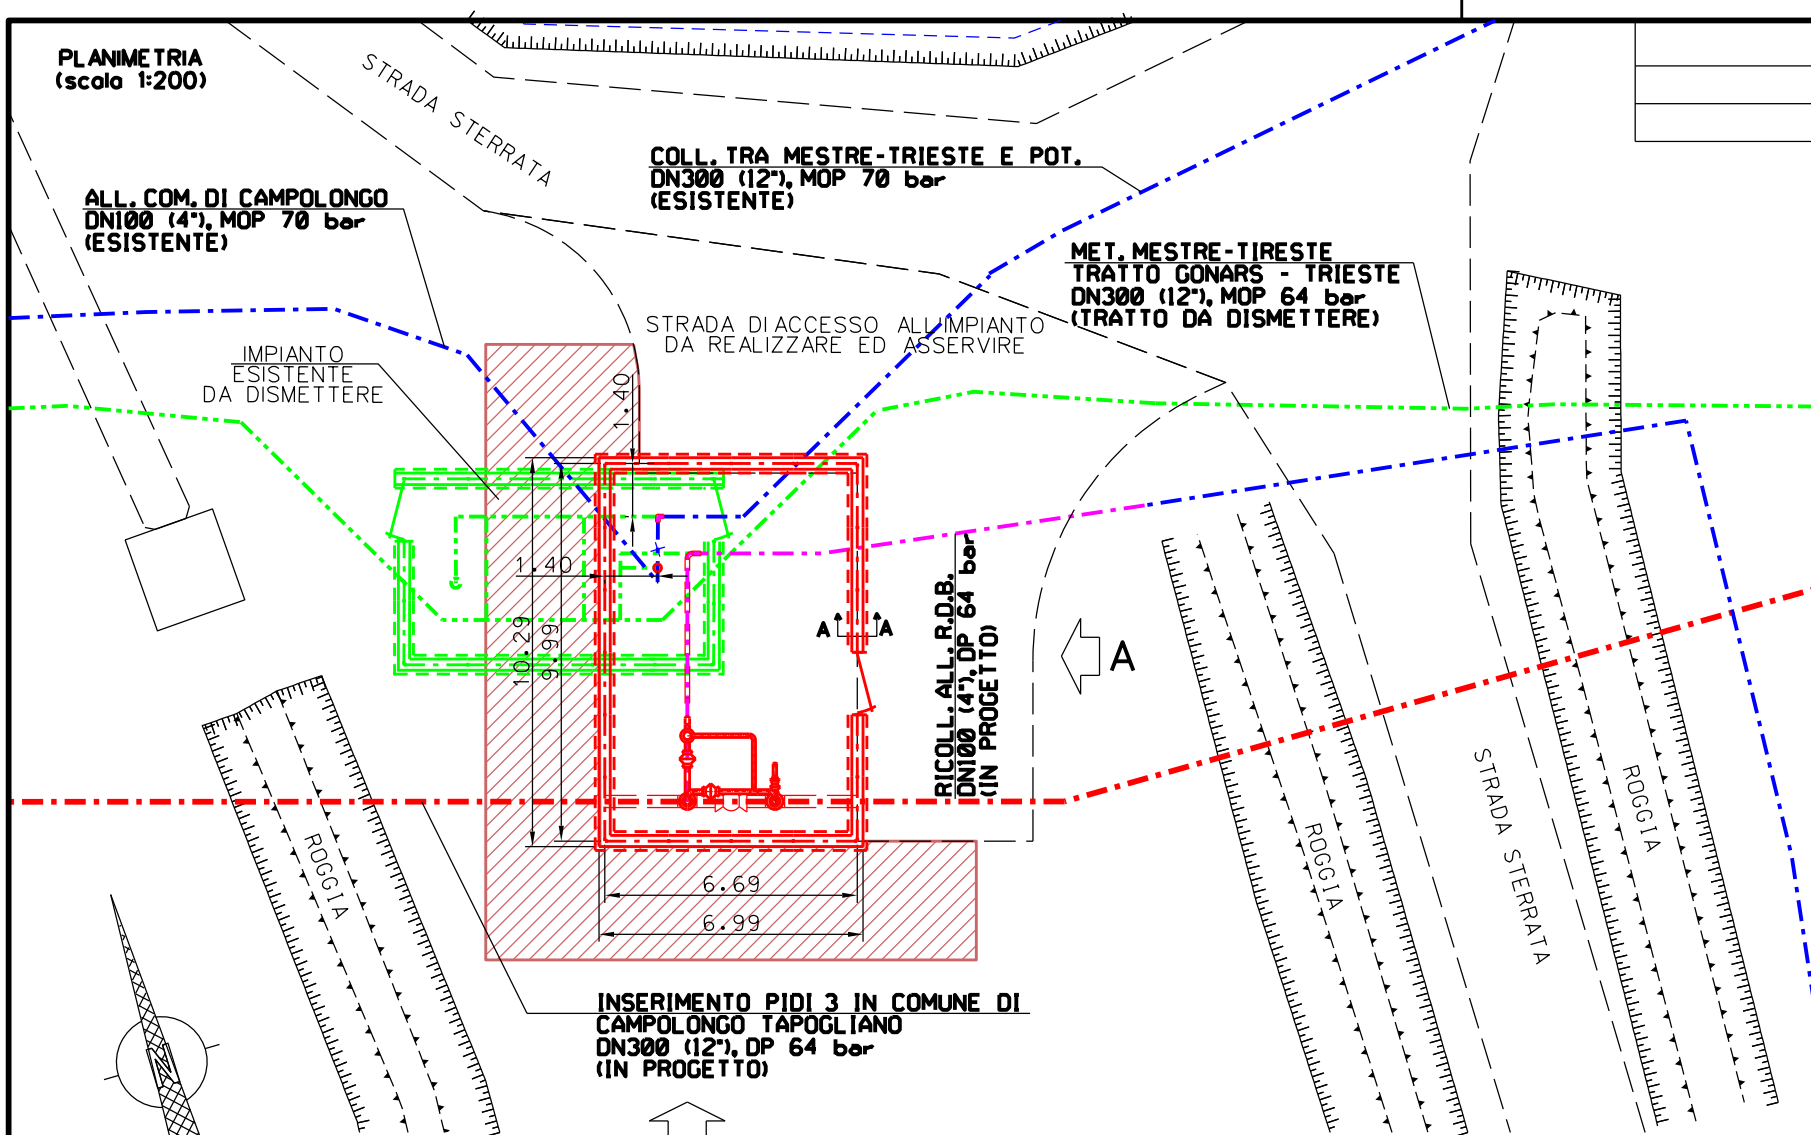 PLANIMETRIA
(scala 1:200)
STRADA STERRATA
COLL. TRA MESTRE-TRIESTE E POT.
DN300 (12"), MOP 70 bar
(ESISTENTE)
ALL. COM. DI CAMPOLONGO
DN100 (4"), MOP 70 bar
(ESISTENTE)
MET. MESTRE-TIRESTE
TRATTO GONARS - TRIESTE
DN300 (12"), MOP 64 bar
(TRATTO DA DISMETTERE)
STRADA DI ACCESSO ALL'IMPIANTO
DA REALIZZARE ED ASSERVIRE
IMPIANTO
ESISTENTE
DA DISMETTERE
1.40
1.40
10.29
9.99
A A
A
RICOLL. ALL. R.D.B.
DN100 (4"), DP 64 bar
(IN PROGETTO)
6.69
6.99
ROGGIA
ROGGIA
STRADA STERRATA
ROGGIA
INSERIMENTO PIDI 3 IN COMUNE DI
CAMPOLONGO TAPOGLIANO
DN300 (12"), DP 64 bar
(IN PROGETTO)
N